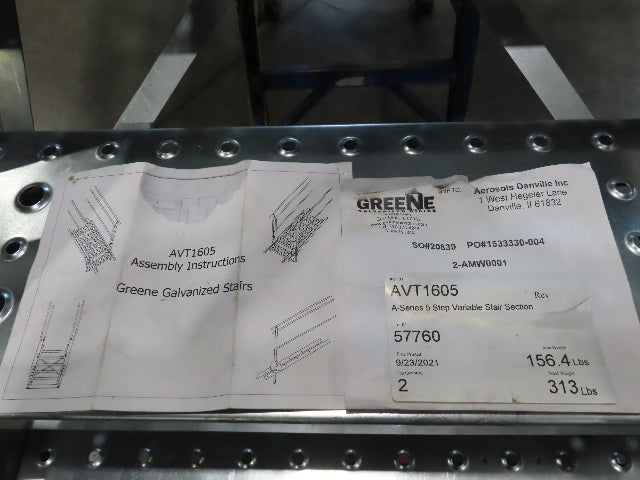 AVT1605
Assembly Instructions
Greene Galvanized Stairs
GREENE
Aerosols Danville Inc
1 West Hegeler Lane
Danville, Il 61832
SO#20839 PO#1533330-004
2-AMW0001
AVT1605 Rev
A-Series 5 Step Variable Stair Section
57760
9/23/2021
156.4 Lbs
2
313 Lbs